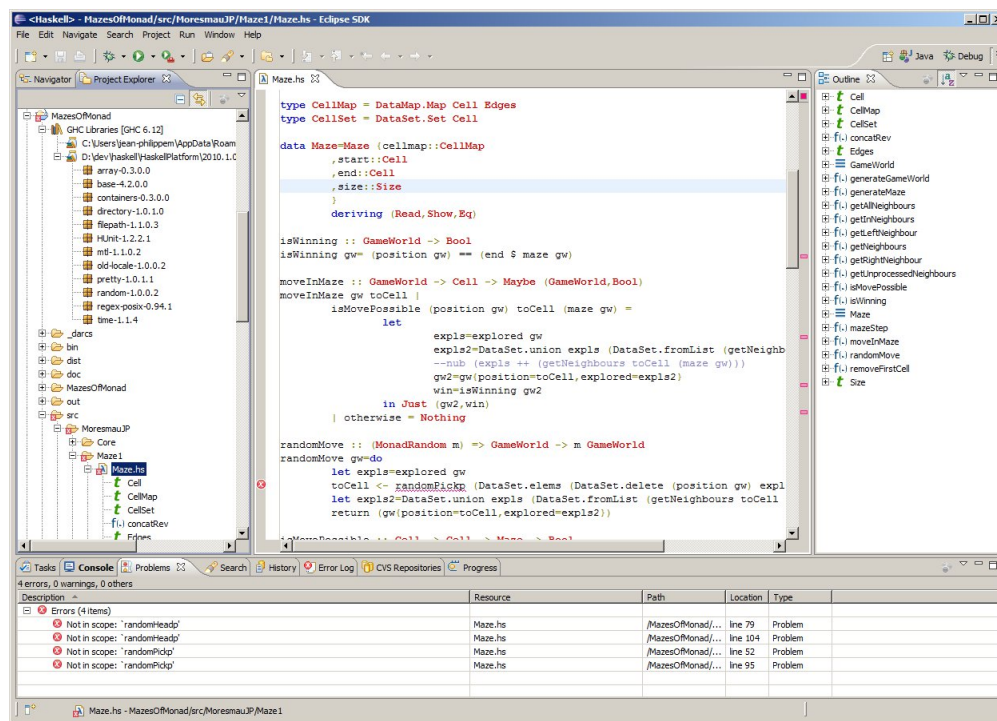 <Haskell> - MazesOfMonad/src/MoresmauJP/Maze1/Maze.hs - Eclipse SDK
File Edit Navigate Search Project Run Window Help
Java Debug
Navigator Project Explorer
MazesOfMonad
GHC Libraries [GHC 6.12]
C:\Users\jean-philippem\AppData\Roam
D:\dev\haskell\HaskellPlatform\2010.1.0
array-0.3.0.0
base-4.2.0.0
containers-0.3.0.0
directory-1.0.1.0
filepath-1.1.0.3
HUnit-1.2.2.1
mtl-1.1.0.2
old-locale-1.0.0.2
pretty-1.0.1.1
random-1.0.0.2
regex-posix-0.94.1
time-1.1.4
_darcs
bin
dist
doc
MazesOfMonad
out
src
MoresmauJP
Core
Maze1
Maze.hs
Cell
CellMap
CellSet
concatRev
Edges
Maze.hs
type CellMap = DataMap.Map Cell Edges
type CellSet = DataSet.Set Cell
data Maze=Maze {cellmap::CellMap
,start::Cell
,end::Cell
,size::Size
}
deriving (Read,Show,Eq)
isWinning :: GameWorld -> Bool
isWinning gw= (position gw) == (end $ maze gw)
moveInMaze :: GameWorld -> Cell -> Maybe (GameWorld,Bool)
moveInMaze gw toCell |
isMovePossible (position gw) toCell (maze gw) =
let
expls=explored gw
expls2=DataSet.union expls (DataSet.fromList (getNeighb
--nub (expls ++ (getNeighbours toCell (maze gw)))
gw2=gw{position=toCell,explored=expls2}
win=isWinning gw2
in Just (gw2,win)
| otherwise = Nothing
randomMove :: (MonadRandom m) => GameWorld -> m GameWorld
randomMove gw=do
let expls=explored gw
toCell <- randomPickp (DataSet.elems (DataSet.delete (position gw) expl
let expls2=DataSet.union expls (DataSet.fromList (getNeighbours toCell
return (gw{position=toCell,explored=expls2})
isMovePossible :: Cell -> Cell -> Maze -> Bool
Outline
Cell
CellMap
CellSet
concatRev
Edges
GameWorld
generateGameWorld
generateMaze
getAllNeighbours
getInNeighbours
getLeftNeighbour
getNeighbours
getRightNeighbour
getUnprocessedNeighbours
isMovePossible
isWinning
Maze
mazeStep
moveInMaze
randomMove
removeFirstCell
Size
Tasks Console Problems Search History Error Log CVS Repositories Progress
4 errors, 0 warnings, 0 others
Description Resource Path Location Type
Errors (4 items)
Not in scope: `randomHeadp' Maze.hs /MazesOfMonad/... line 79 Problem
Not in scope: `randomHeadp' Maze.hs /MazesOfMonad/... line 104 Problem
Not in scope: `randomPickp' Maze.hs /MazesOfMonad/... line 52 Problem
Not in scope: `randomPickp' Maze.hs /MazesOfMonad/... line 95 Problem
Maze.hs - MazesOfMonad/src/MoresmauJP/Maze1